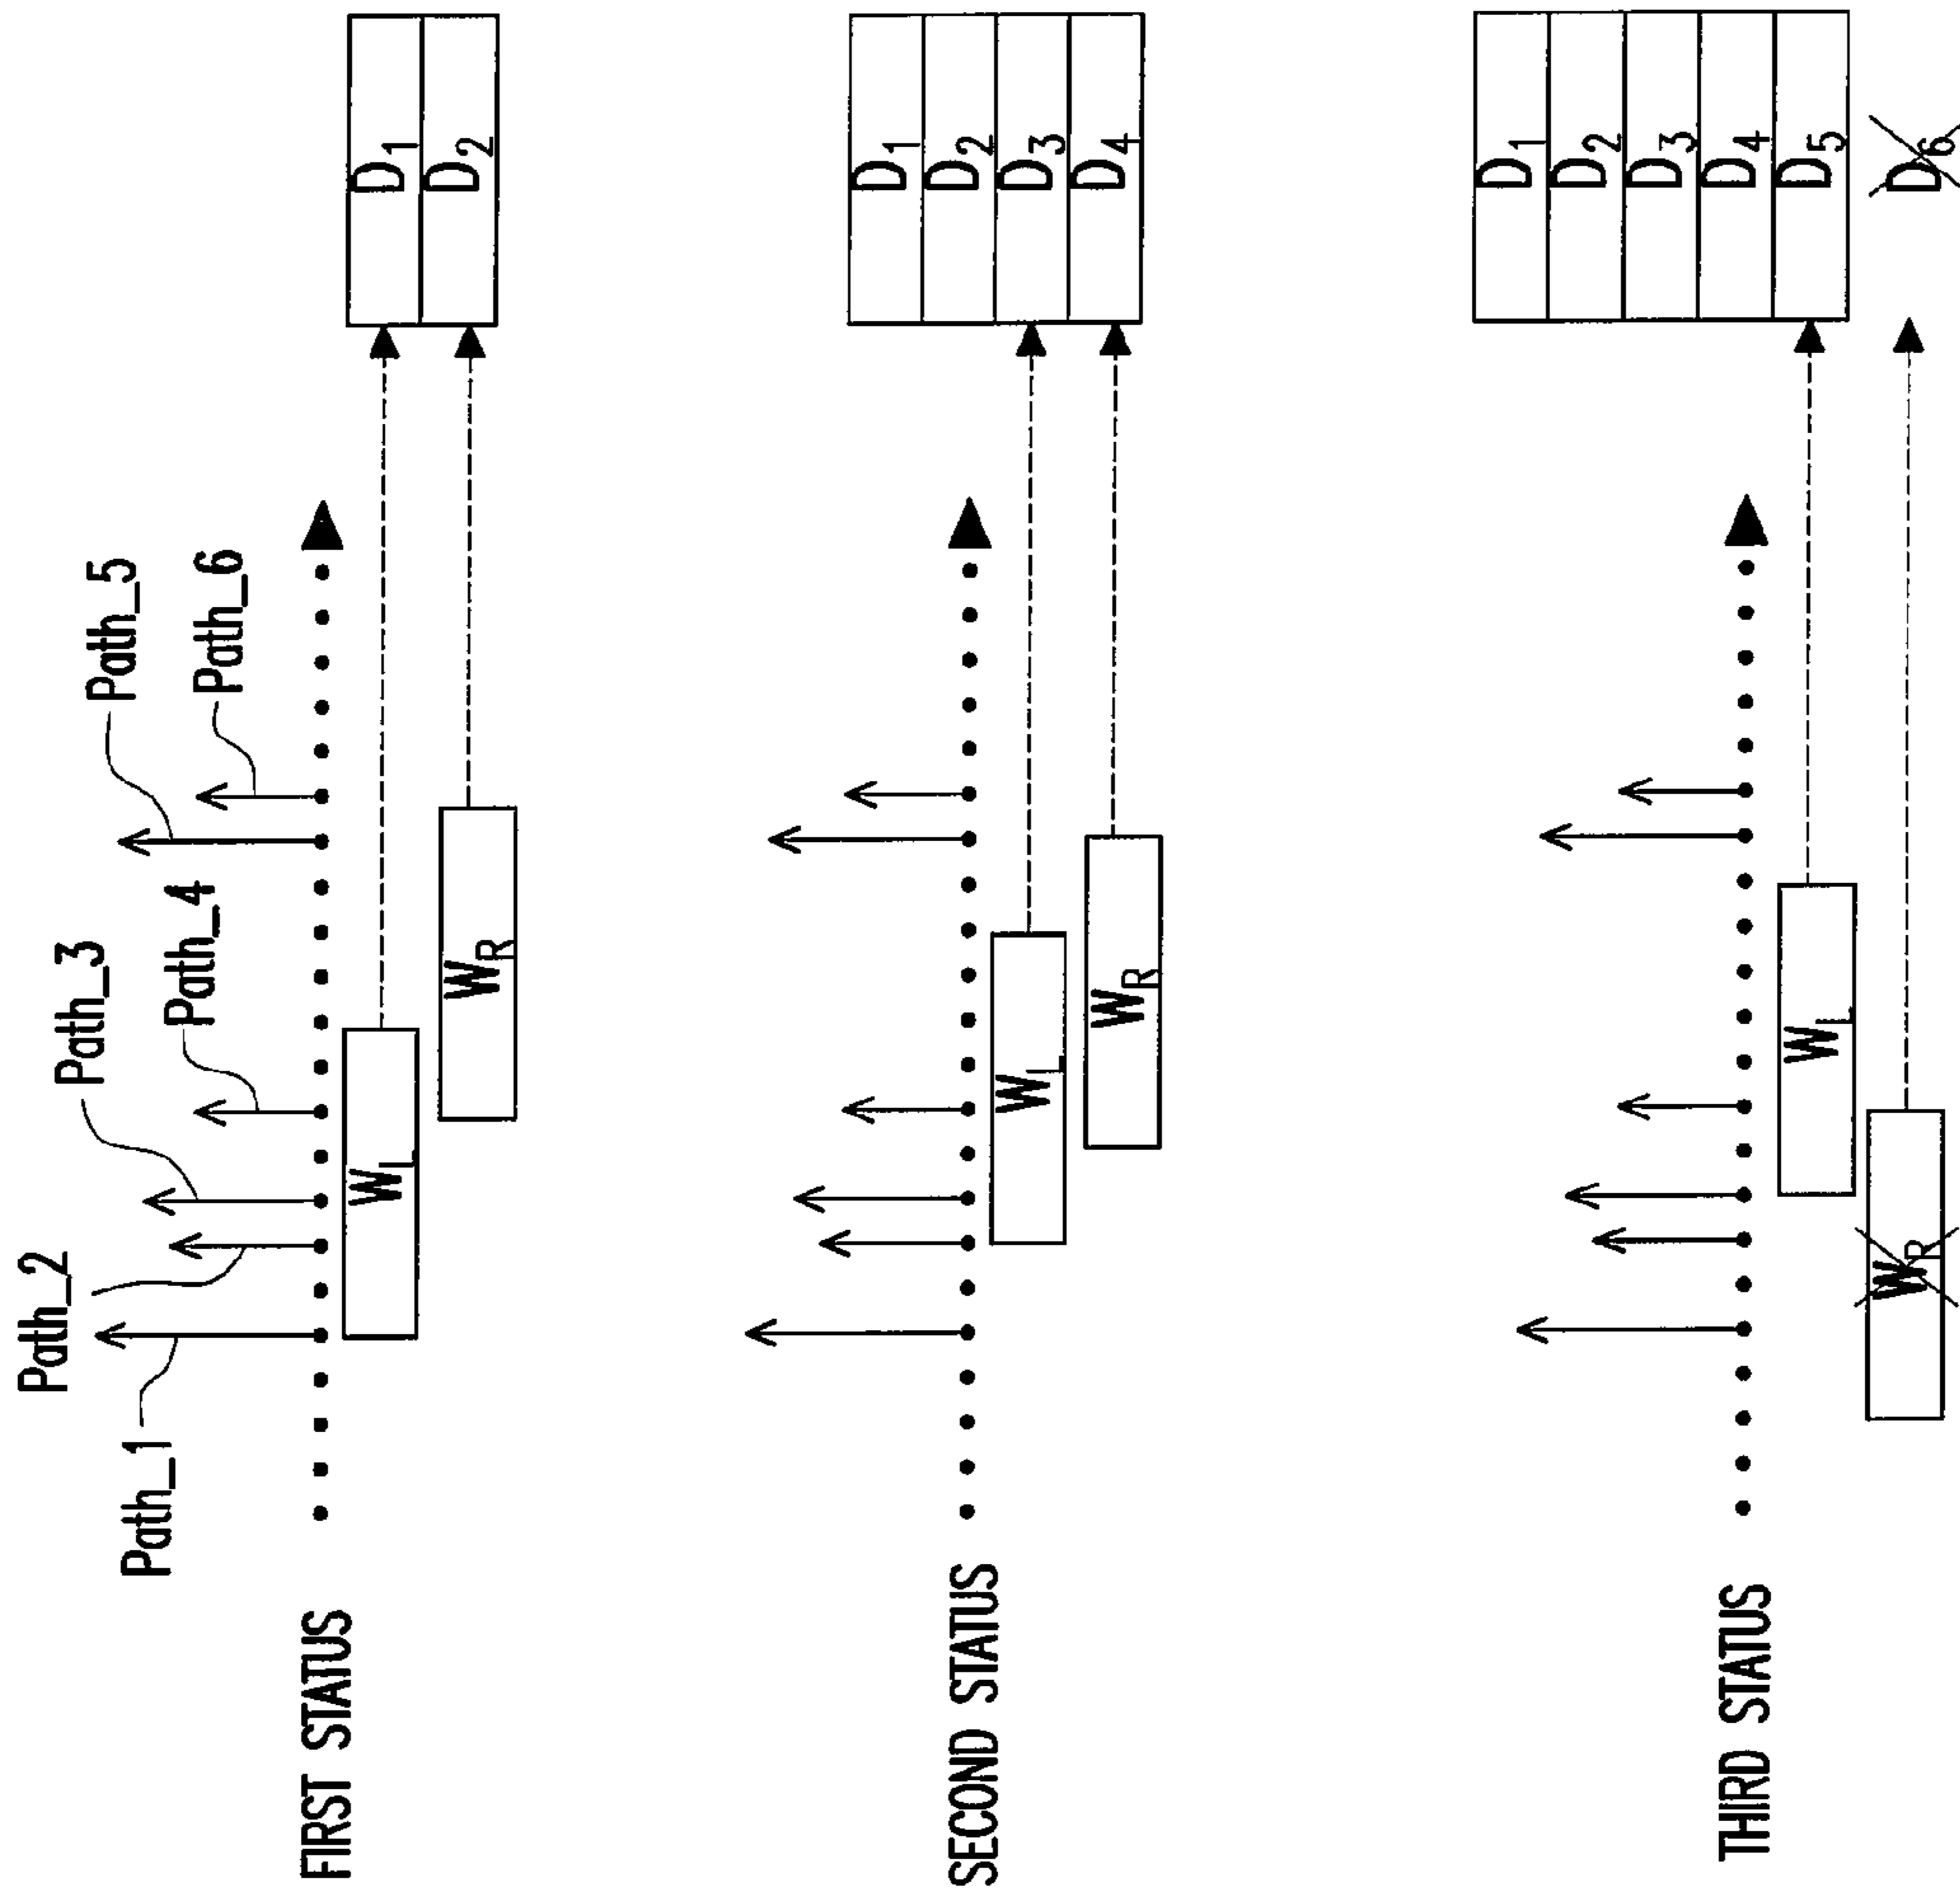 FIRST STATUS
Path_1
Path_2
Path_3
Path_4
Path_5
Path_6
W_L
W_R
D_1
D_2
SECOND STATUS
W_L
W_R
D_1
D_2
D_3
D_4
THIRD STATUS
W_L
W_R
D_1
D_2
D_3
D_4
D_5
D_6